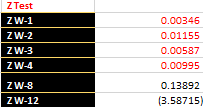 Z Test
ZW-1 0.00346
ZW-2 0.01155
ZW-3 0.00587
ZW-4 0.00995
ZW-8 0.13892
ZW-12 (3.58715)